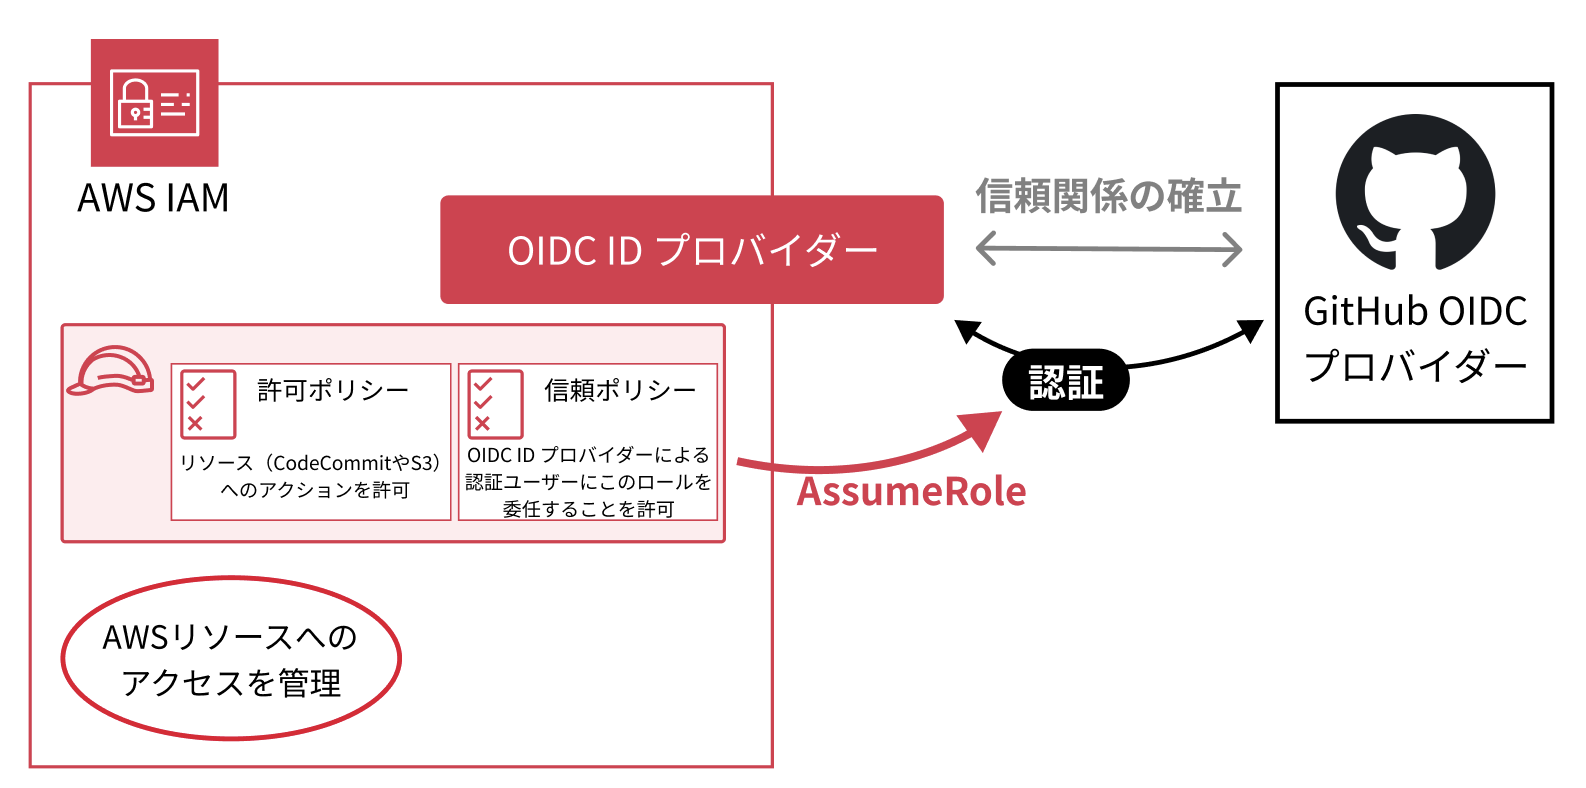 AWS IAM
OIDC ID プロバイダー
信頼関係の確立
GitHub OIDC
プロバイダー
認証
許可ポリシー
リソース（CodeCommitやS3）
へのアクションを許可
信頼ポリシー
OIDC ID プロバイダーによる
認証ユーザーにこのロールを
委任することを許可
AssumeRole
AWSリソースへの
アクセスを管理